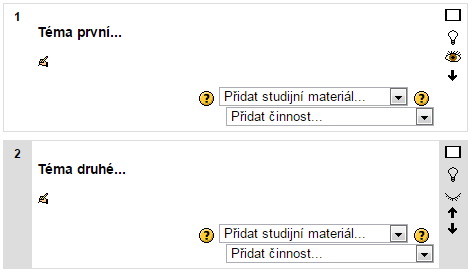 1
Téma první...
? Přidat studijní materiál... ?
Přidat činnost...
2
Téma druhé...
? Přidat studijní materiál... ?
Přidat činnost...